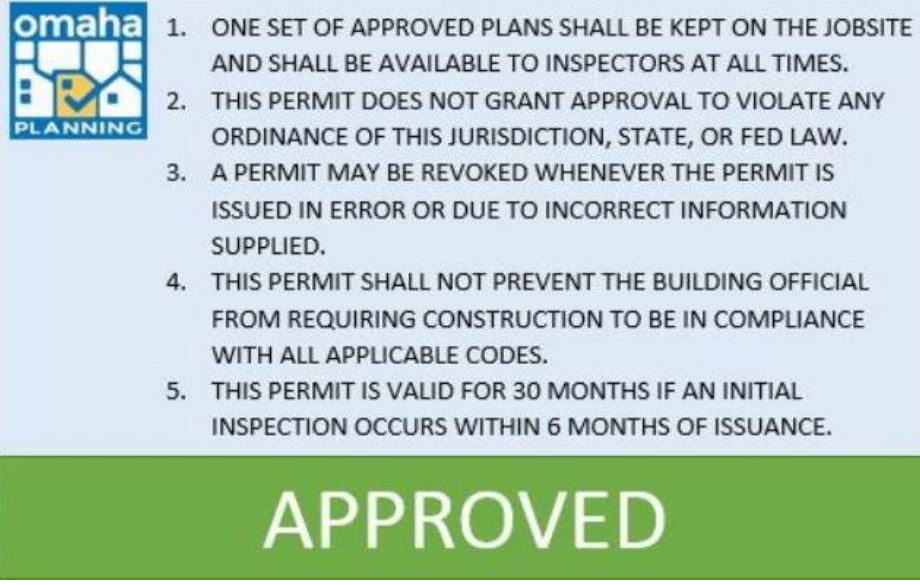 omaha
PLANNING
1. ONE SET OF APPROVED PLANS SHALL BE KEPT ON THE JOBSITE
AND SHALL BE AVAILABLE TO INSPECTORS AT ALL TIMES.
2. THIS PERMIT DOES NOT GRANT APPROVAL TO VIOLATE ANY
ORDINANCE OF THIS JURISDICTION, STATE, OR FED LAW.
3. A PERMIT MAY BE REVOKED WHENEVER THE PERMIT IS
ISSUED IN ERROR OR DUE TO INCORRECT INFORMATION
SUPPLIED.
4. THIS PERMIT SHALL NOT PREVENT THE BUILDING OFFICIAL
FROM REQUIRING CONSTRUCTION TO BE IN COMPLIANCE
WITH ALL APPLICABLE CODES.
5. THIS PERMIT IS VALID FOR 30 MONTHS IF AN INITIAL
INSPECTION OCCURS WITHIN 6 MONTHS OF ISSUANCE.
APPROVED